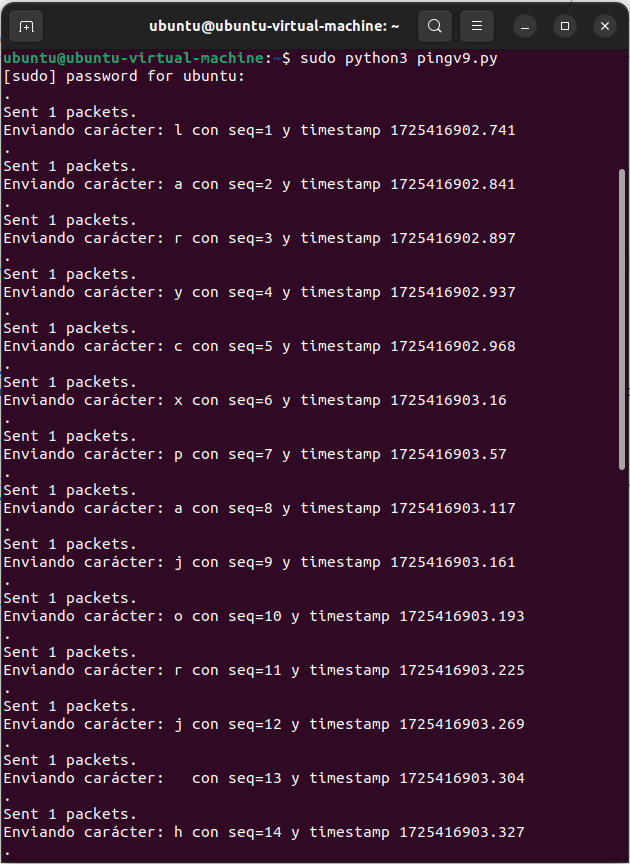 ubuntu@ubuntu-virtual-machine: ~
ubuntu@ubuntu-virtual-machine:~$ sudo python3 pingv9.py
[sudo] password for ubuntu:
.
Sent 1 packets.
Enviando carácter: l con seq=1 y timestamp 1725416902.741
.
Sent 1 packets.
Enviando carácter: a con seq=2 y timestamp 1725416902.841
.
Sent 1 packets.
Enviando carácter: r con seq=3 y timestamp 1725416902.897
.
Sent 1 packets.
Enviando carácter: y con seq=4 y timestamp 1725416902.937
.
Sent 1 packets.
Enviando carácter: c con seq=5 y timestamp 1725416902.968
.
Sent 1 packets.
Enviando carácter: x con seq=6 y timestamp 1725416903.16
.
Sent 1 packets.
Enviando carácter: p con seq=7 y timestamp 1725416903.57
.
Sent 1 packets.
Enviando carácter: a con seq=8 y timestamp 1725416903.117
.
Sent 1 packets.
Enviando carácter: j con seq=9 y timestamp 1725416903.161
.
Sent 1 packets.
Enviando carácter: o con seq=10 y timestamp 1725416903.193
.
Sent 1 packets.
Enviando carácter: r con seq=11 y timestamp 1725416903.225
.
Sent 1 packets.
Enviando carácter: j con seq=12 y timestamp 1725416903.269
.
Sent 1 packets.
Enviando carácter:   con seq=13 y timestamp 1725416903.304
.
Sent 1 packets.
Enviando carácter: h con seq=14 y timestamp 1725416903.327
.